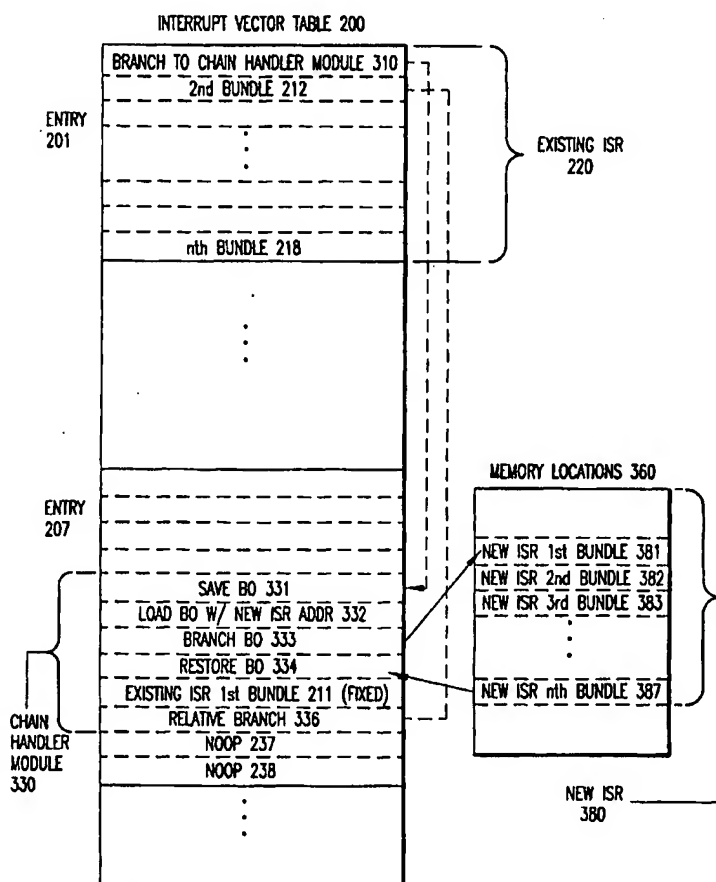 INTERRUPT VECTOR TABLE 200
BRANCH TO CHAIN HANDLER MODULE 310
2nd BUNDLE 212
ENTRY
201
EXISTING ISR
220
nth BUNDLE 218
ENTRY
207
MEMORY LOCATIONS 360
NEW ISR 1st BUNDLE 381
NEW ISR 2nd BUNDLE 382
NEW ISR 3rd BUNDLE 383
NEW ISR nth BUNDLE 387
SAVE BO 331
LOAD BO W/ NEW ISR ADDR 332
BRANCH BO 333
RESTORE BO 334
EXISTING ISR 1st BUNDLE 211 (FIXED)
RELATIVE BRANCH 336
NOOP 237
NOOP 238
CHAIN
HANDLER
MODULE
330
NEW ISR
380